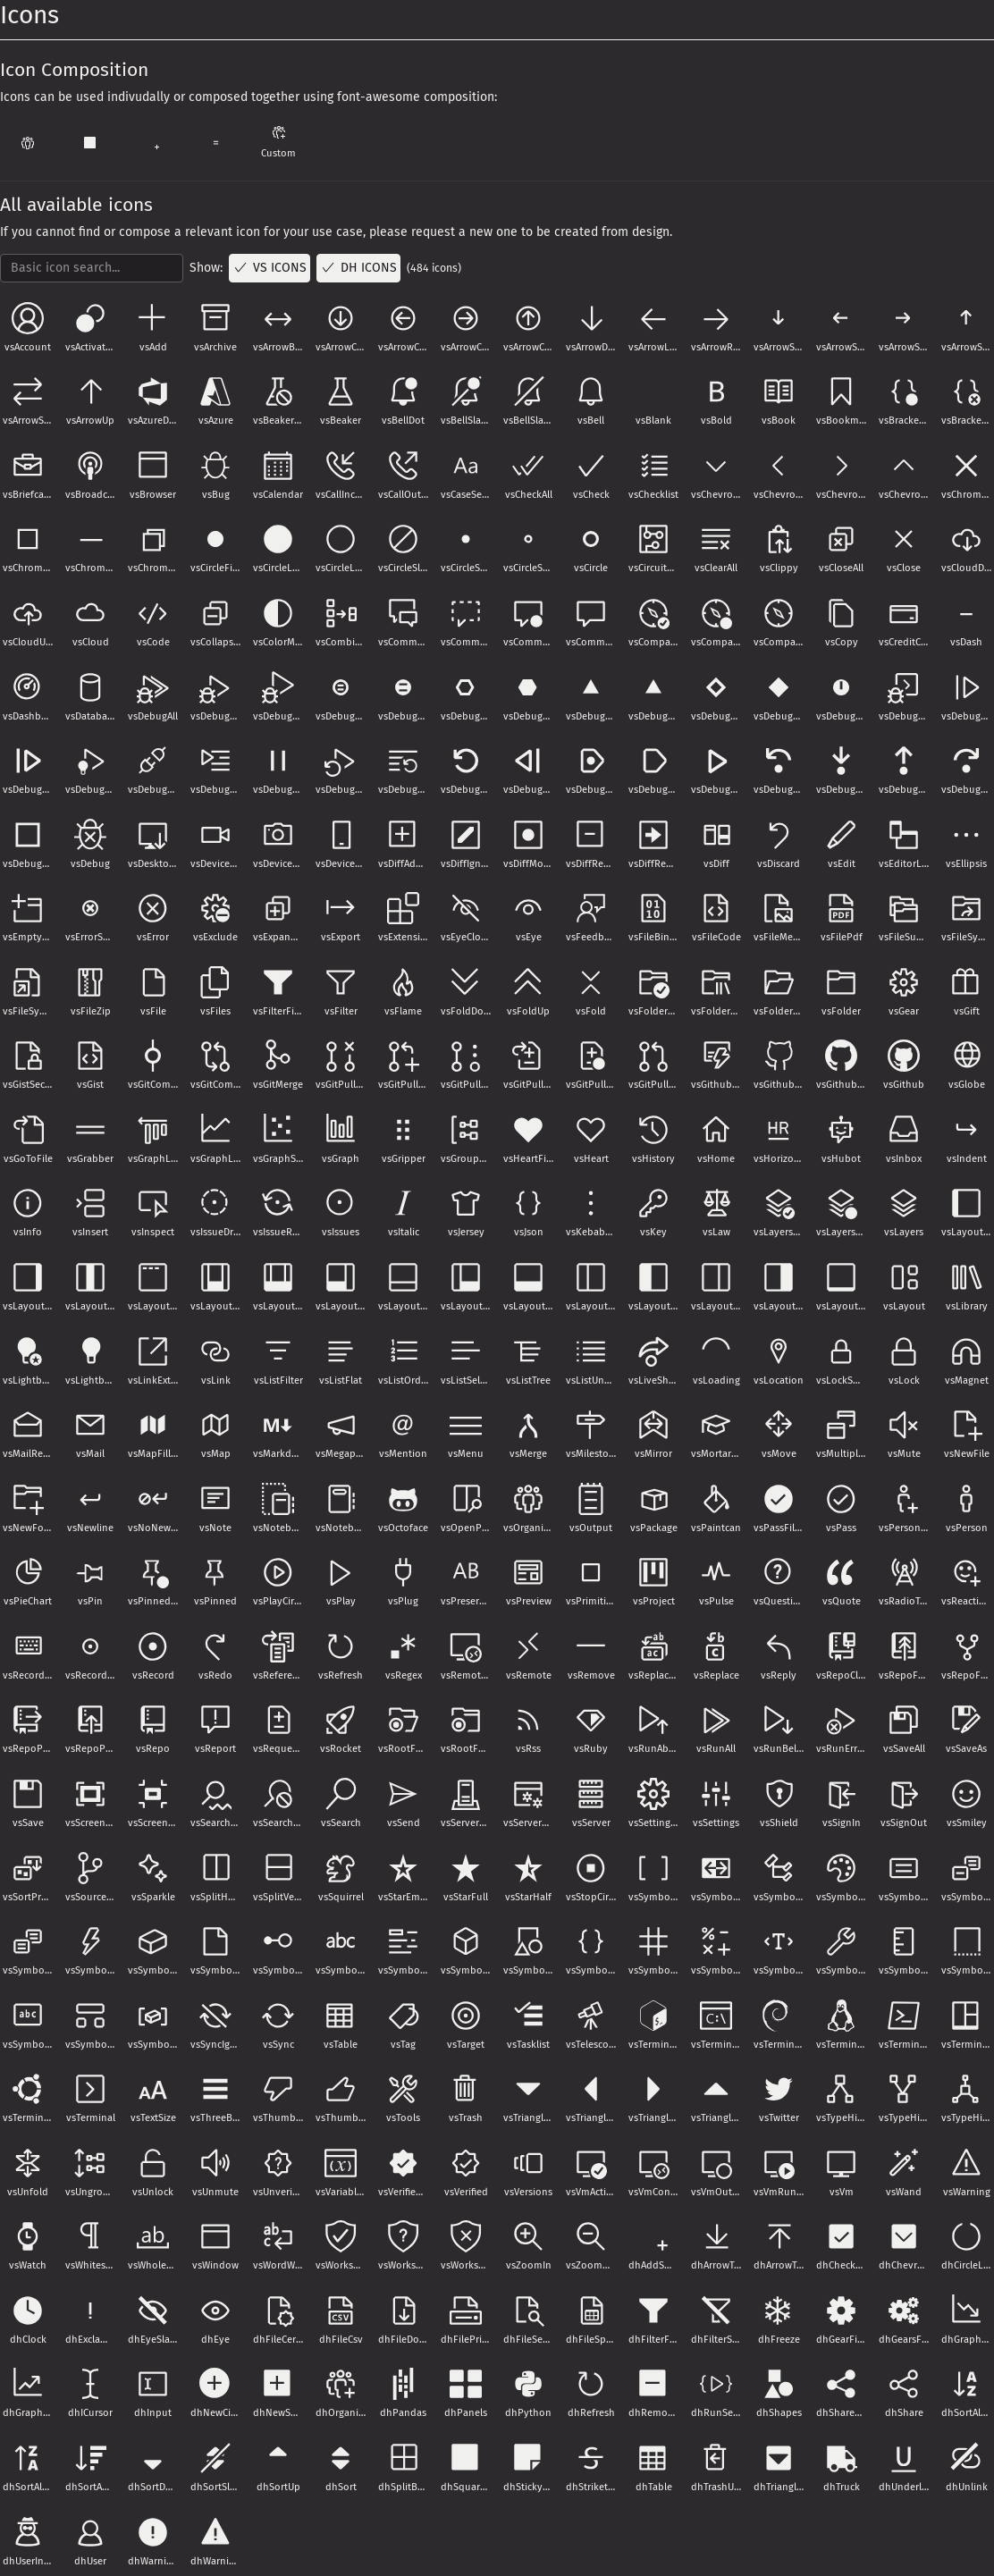 Icons
Icon Composition
Icons can be used indivudally or composed together using font-awesome composition:
+ =
Custom
All available icons
If you cannot find or compose a relevant icon for your use case, please request a new one to be created from design.
Basic icon search... Show: VS ICONS DH ICONS (484 icons)
vsAccount vsActivat... vsAdd vsArchive vsArrowB... vsArrowC... vsArrowC... vsArrowC... vsArrowC... vsArrowD... vsArrowL... vsArrowR... vsArrowS... vsArrowS... vsArrowS... vsArrowS...
vsArrowS... vsArrowUp vsAzureD... vsAzure vsBeaker... vsBeaker vsBellDot vsBellSla... vsBellSla... vsBell vsBlank vsBold vsBook vsBookm... vsBracke... vsBracke...
vsBriefca... vsBroadc... vsBrowser vsBug vsCalendar vsCallInc... vsCallOut... vsCaseSe... vsCheckAll vsCheck vsChecklist vsChevro... vsChevro... vsChevro... vsChevro... vsChrom...
vsChrom... vsChrom... vsChrom... vsCircleFi... vsCircleL... vsCircleL... vsCircleSl... vsCircleS... vsCircleS... vsCircle vsCircuit... vsClearAll vsClippy vsCloseAll vsClose vsCloudD...
vsCloudU... vsCloud vsCode vsCollaps... vsColorM... vsCombi... vsComm... vsComm... vsComm... vsComm... vsCompa... vsCompa... vsCompa... vsCopy vsCreditC... vsDash
vsDashb... vsDataba... vsDebugAll vsDebug... vsDebug... vsDebug... vsDebug... vsDebug... vsDebug... vsDebug... vsDebug... vsDebug... vsDebug... vsDebug... vsDebug... vsDebug...
vsDebug... vsDebug... vsDebug... vsDebug... vsDebug... vsDebug... vsDebug... vsDebug... vsDebug... vsDebug... vsDebug... vsDebug... vsDebug... vsDebug... vsDebug... vsDebug...
vsDebug... vsDebug vsDeskto... vsDevice... vsDevice... vsDevice... vsDiffAd... vsDiffIgn... vsDiffMo... vsDiffRe... vsDiffRe... vsDiff vsDiscard vsEdit vsEditorL... vsEllipsis
vsEmpty... vsErrorS... vsError vsExclude vsExpan... vsExport vsExtensi... vsEyeClo... vsEye vsFeedb... vsFileBin... vsFileCode vsFileMe... vsFilePdf vsFileSu... vsFileSy...
vsFileSy... vsFileZip vsFile vsFiles vsFilterFi... vsFilter vsFlame vsFoldDo... vsFoldUp vsFold vsFolder... vsFolder... vsFolder... vsFolder vsGear vsGift
vsGistSec... vsGist vsGitCom... vsGitCom... vsGitMerge vsGitPull... vsGitPull... vsGitPull... vsGitPull... vsGitPull... vsGitPull... vsGithub... vsGithub... vsGithub... vsGithub vsGlobe
vsGoToFile vsGrabber vsGraphL... vsGraphL... vsGraphS... vsGraph vsGripper vsGroup... vsHeartFi... vsHeart vsHistory vsHome vsHorizo... vsHubot vsInbox vsIndent
vsInfo vsInsert vsInspect vsIssueDr... vsIssueR... vsIssues vsItalic vsJersey vsJson vsKebab... vsKey vsLaw vsLayers... vsLayers... vsLayers vsLayout...
vsLayout... vsLayout... vsLayout... vsLayout... vsLayout... vsLayout... vsLayout... vsLayout... vsLayout... vsLayout... vsLayout... vsLayout... vsLayout... vsLayout... vsLayout vsLibrary
vsLightb... vsLightb... vsLinkExt... vsLink vsListFilter vsListFlat vsListOrd... vsListSel... vsListTree vsListUn... vsLiveSh... vsLoading vsLocation vsLockS... vsLock vsMagnet
vsMailRe... vsMail vsMapFill... vsMap vsMarkd... vsMegap... vsMention vsMenu vsMerge vsMilesto... vsMirror vsMortar... vsMove vsMultipl... vsMute vsNewFile
vsNewFo... vsNewline vsNoNew... vsNote vsNoteb... vsNoteb... vsOctoface vsOpenP... vsOrgani... vsOutput vsPackage vsPaintcan vsPassFil... vsPass vsPerson... vsPerson
vsPieChart vsPin vsPinned... vsPinned vsPlayCir... vsPlay vsPlug vsPreser... vsPreview vsPrimiti... vsProject vsPulse vsQuesti... vsQuote vsRadioT... vsReacti...
vsRecord... vsRecord... vsRecord vsRedo vsRefere... vsRefresh vsRegex vsRemot... vsRemote vsRemove vsReplac... vsReplace vsReply vsRepoCl... vsRepoF... vsRepoF...
vsRepoP... vsRepoP... vsRepo vsReport vsReque... vsRocket vsRootF... vsRootF... vsRss vsRuby vsRunAb... vsRunAll vsRunBel... vsRunErr... vsSaveAll vsSaveAs
vsSave vsScreen... vsScreen... vsSearch... vsSearch... vsSearch vsSend vsServer... vsServer... vsServer vsSetting... vsSettings vsShield vsSignIn vsSignOut vsSmiley
vsSortPr... vsSource... vsSparkle vsSplitH... vsSplitVe... vsSquirrel vsStarEm... vsStarFull vsStarHalf vsStopCir... vsSymbo... vsSymbo... vsSymbo... vsSymbo... vsSymbo... vsSymbo...
vsSymbo... vsSymbo... vsSymbo... vsSymbo... vsSymbo... vsSymbo... vsSymbo... vsSymbo... vsSymbo... vsSymbo... vsSymbo... vsSymbo... vsSymbo... vsSymbo... vsSymbo... vsSymbo...
vsSymbo... vsSymbo... vsSymbo... vsSyncIg... vsSync vsTable vsTag vsTarget vsTasklist vsTelesco... vsTermin... vsTermin... vsTermin... vsTermin... vsTermin... vsTermin...
vsTermin... vsTerminal vsTextSize vsThreeB... vsThumb... vsThumb... vsTools vsTrash vsTriangl... vsTriangl... vsTriangl... vsTriangl... vsTwitter vsTypeHi... vsTypeHi... vsTypeHi...
vsUnfold vsUngro... vsUnlock vsUnmute vsUnveri... vsVariabl... vsVerifie... vsVerified vsVersions vsVmActi... vsVmCon... vsVmOut... vsVmRun... vsVm vsWand vsWarning
vsWatch vsWhites... vsWhole... vsWindow vsWordW... vsWorks... vsWorks... vsWorks... vsZoomIn vsZoom... dhAddS... dhArrowT... dhArrowT... dhCheck... dhChevr... dhCircleL...
dhClock dhExcla... dhEyeSla... dhEye dhFileCer... dhFileCsv dhFileDo... dhFilePri... dhFileSe... dhFileSp... dhFilterF... dhFilterS... dhFreeze dhGearFi... dhGearsF... dhGraph...
dhGraph... dhICursor dhInput dhNewCi... dhNewS... dhOrgani... dhPandas dhPanels dhPython dhRefresh dhRemo... dhRunSe... dhShapes dhShare... dhShare dhSortAl...
dhSortAl... dhSortA... dhSortD... dhSortSl... dhSortUp dhSort dhSplitB... dhSquar... dhSticky... dhStriket... dhTable dhTrashU... dhTriangl... dhTruck dhUnderl... dhUnlink
dhUserIn... dhUser dhWarni... dhWarni...